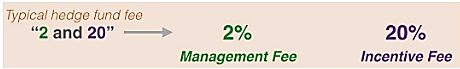 Typical hedge fund fee
“2 and 20” 2% 20%
Management Fee Incentive Fee